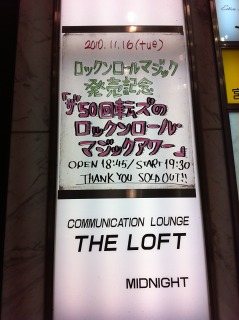 2010.11.16(tue)
ロックンロールマジック
発売記念
「ザ50回転ズの
ロックンロール
マジックアワー」
OPEN 18:45/START 19:30
THANK YOU SOLD OUT!!
COMMUNICATION LOUNGE
THE LOFT
MIDNIGHT